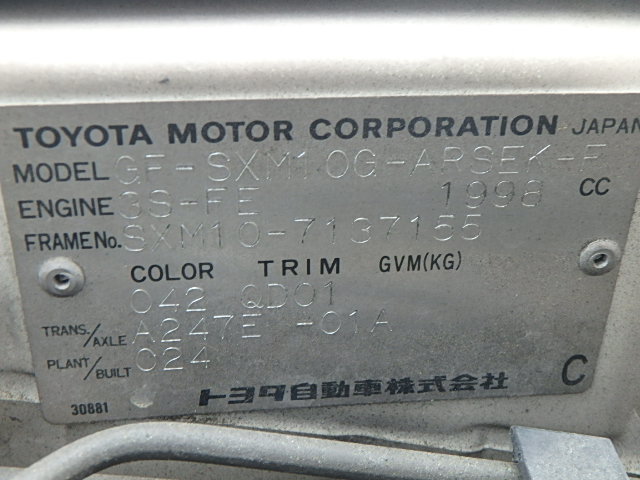 TOYOTA MOTOR CORPORATION JAPAN
MODEL GF-SXM10G-ARSEK-F
ENGINE 3S-FE 1998 CC
FRAME No. SXM10-7137155
COLOR TRIM GVM(KG)
042 QD01
TRANS./AXLE A247E -01A
PLANT/BUILT 024
トヨタ自動車株式会社 C
30881